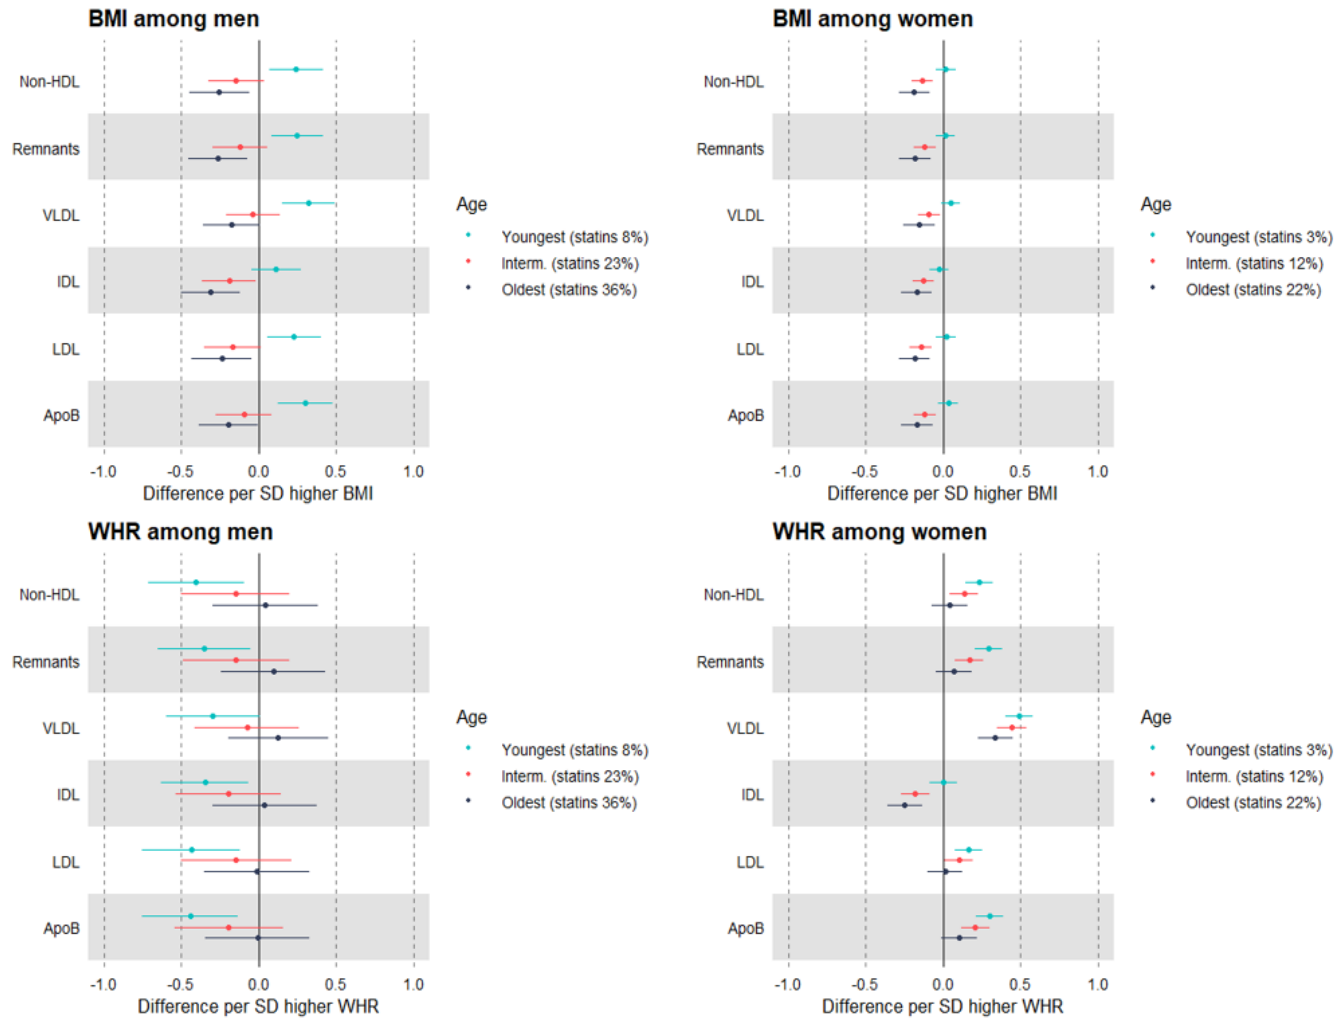 BMI among men
Non-HDL
Remnants
VLDL
IDL
LDL
ApoB
-1.0 -0.5 0.0 0.5 1.0
Difference per SD higher BMI
Age
Youngest (statins 8%)
Interm. (statins 23%)
Oldest (statins 36%)
BMI among women
Non-HDL
Remnants
VLDL
IDL
LDL
ApoB
-1.0 -0.5 0.0 0.5 1.0
Difference per SD higher BMI
Age
Youngest (statins 3%)
Interm. (statins 12%)
Oldest (statins 22%)
WHR among men
Non-HDL
Remnants
VLDL
IDL
LDL
ApoB
-1.0 -0.5 0.0 0.5 1.0
Difference per SD higher WHR
Age
Youngest (statins 8%)
Interm. (statins 23%)
Oldest (statins 36%)
WHR among women
Non-HDL
Remnants
VLDL
IDL
LDL
ApoB
-1.0 -0.5 0.0 0.5 1.0
Difference per SD higher WHR
Age
Youngest (statins 3%)
Interm. (statins 12%)
Oldest (statins 22%)